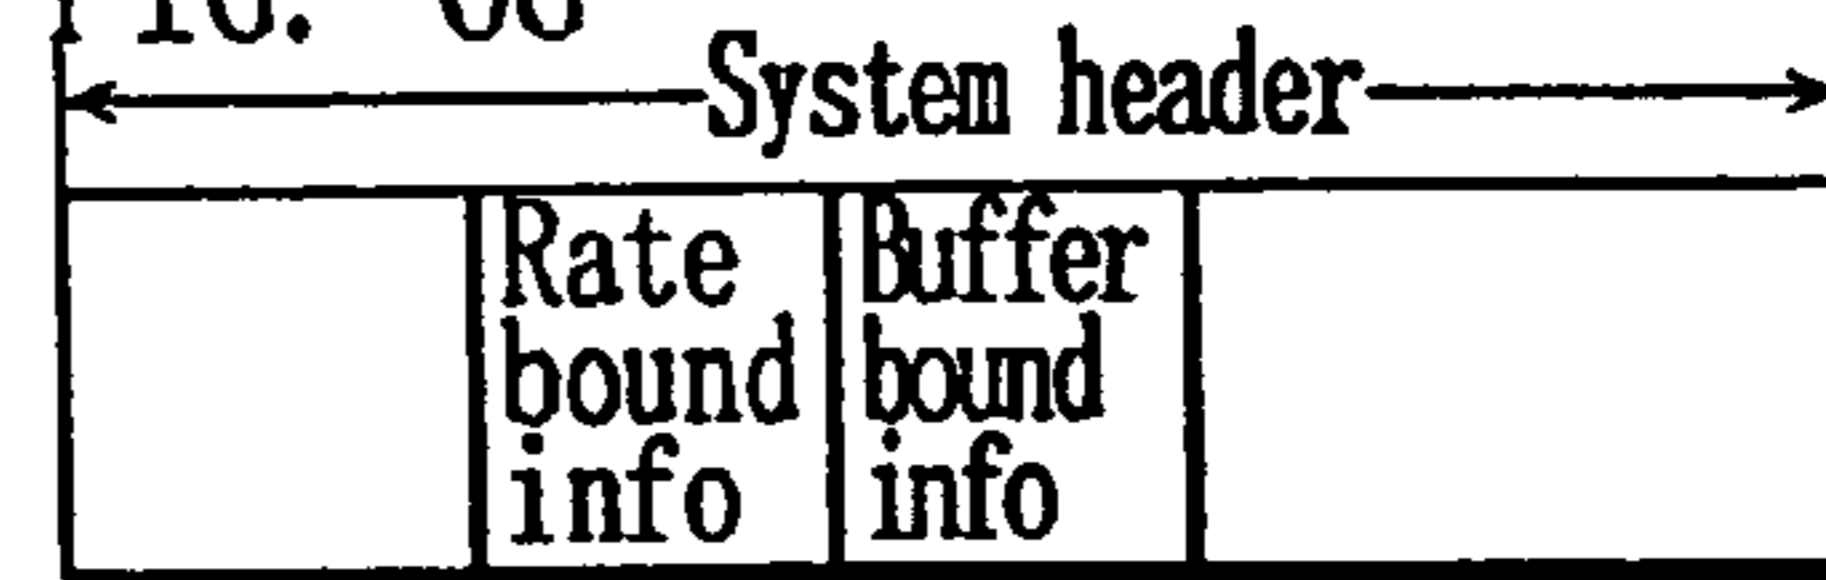 System header
Rate
bound
info
Buffer
bound
info